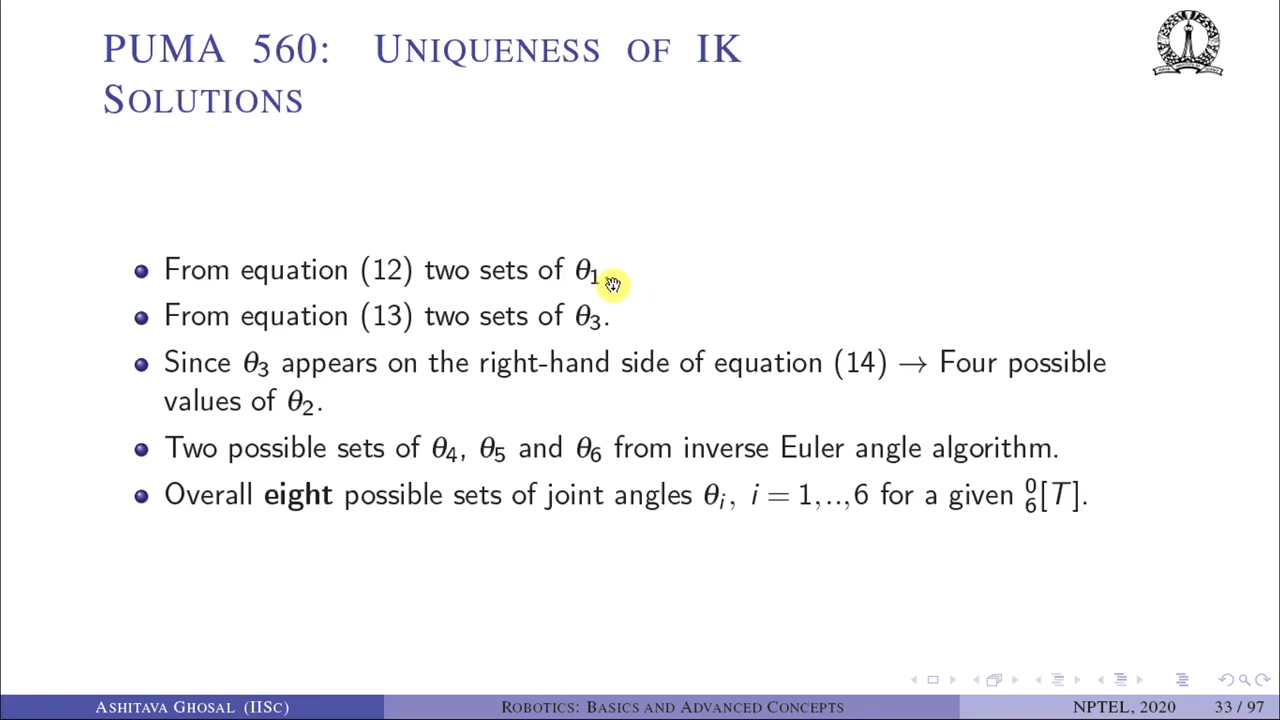 PUMA 560: UNIQUENESS OF IK
SOLUTIONS
From equation (12) two sets of θ₁
From equation (13) two sets of θ₃.
Since θ₃ appears on the right-hand side of equation (14) → Four possible
values of θ₂.
Two possible sets of θ₄, θ₅ and θ₆ from inverse Euler angle algorithm.
Overall eight possible sets of joint angles θᵢ, i = 1,..,6 for a given ⁰₆[T].
ASHITAVA GHOSAL (IISC) ROBOTICS: BASICS AND ADVANCED CONCEPTS NPTEL, 2020 33 / 97